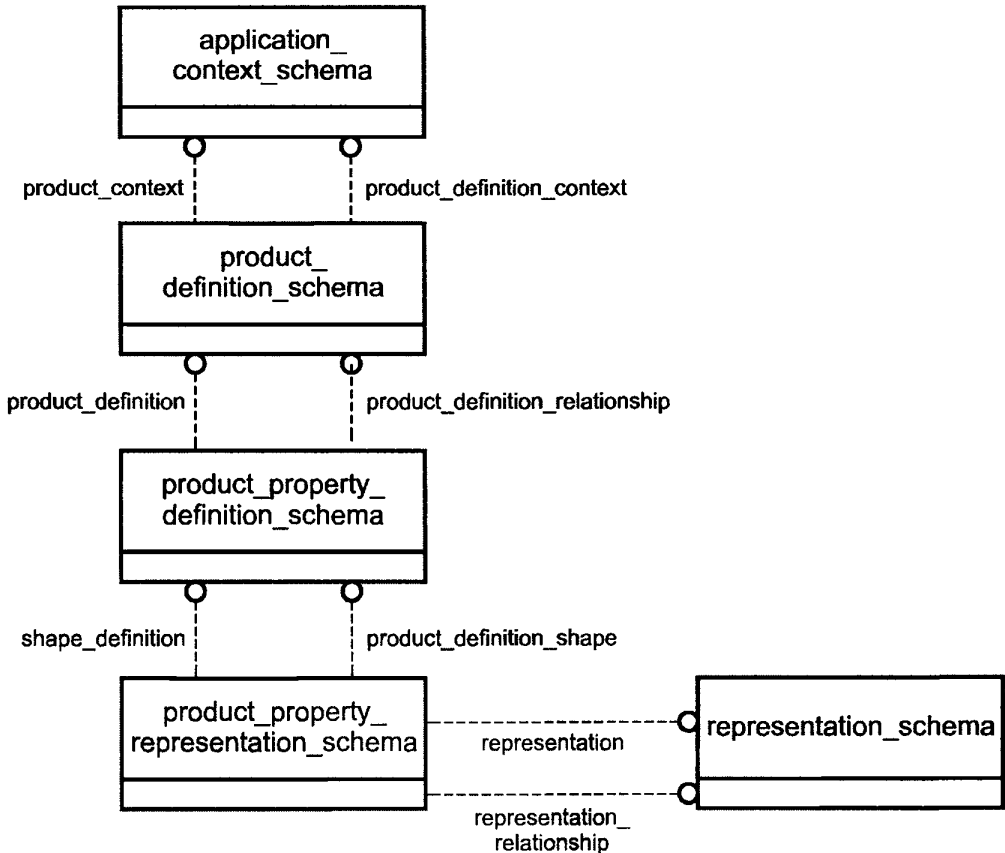 application_
context_schema
product_context
product_definition_context
product_
definition_schema
product_definition
product_definition_relationship
product_property_
definition_schema
shape_definition
product_definition_shape
product_property_
representation_schema
representation
representation_schema
representation_
relationship